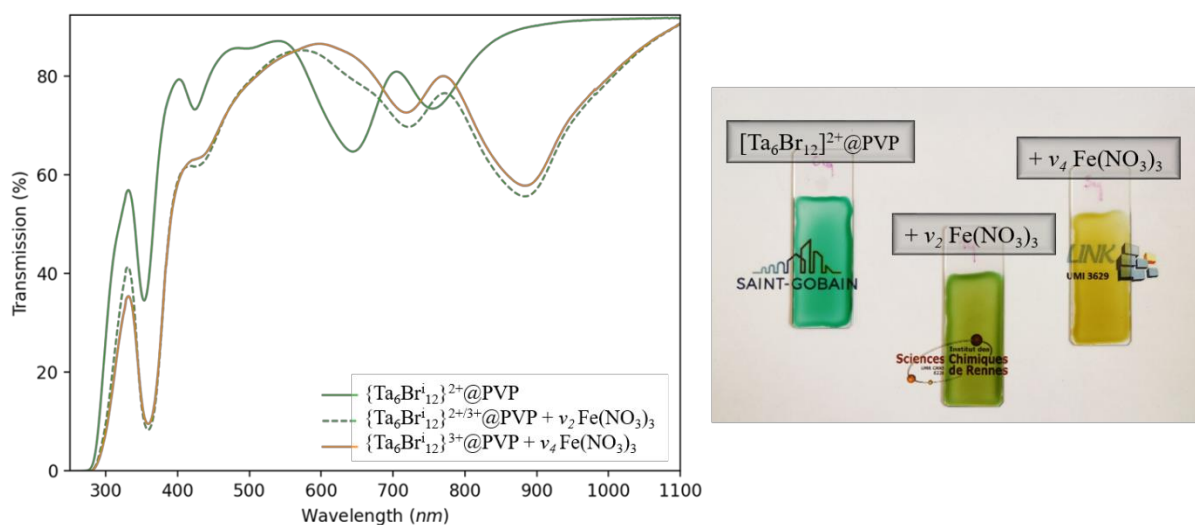 Transmission (%)
80
60
40
20
0
300 400 500 600 700 800 900 1000 1100
Wavelength (nm)
{Ta₆Brⁱ₁₂}²⁺@PVP
{Ta₆Brⁱ₁₂}²⁺/³⁺@PVP + v₂ Fe(NO₃)₃
{Ta₆Brⁱ₁₂}³⁺@PVP + v₄ Fe(NO₃)₃
[Ta₆Br₁₂]²⁺@PVP
+ v₄ Fe(NO₃)₃
+ v₂ Fe(NO₃)₃
SAINT-GOBAIN
LINK
UMI 3629
Institut des
Sciences Chimiques
de Rennes